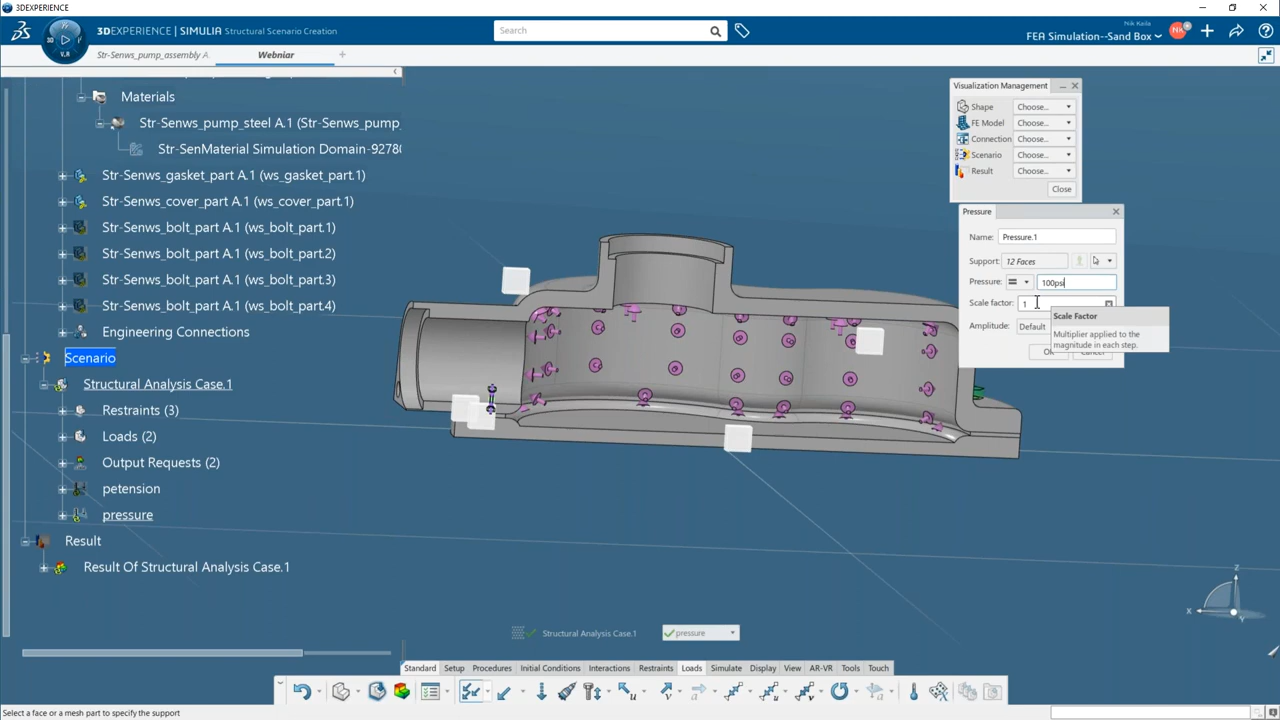 3DEXPERIENCE
3DEXPERIENCE | SIMULIA Structural Scenario Creation
Search
Nik Kaila
FEA Simulation--Sand Box
NK
V.R
Str-Senws_pump_assembly A
Webniar
Materials
Str-Senws_pump_steel A.1 (Str-Senws_pump_
Str-SenMaterial Simulation Domain-92780
Str-Senws_gasket_part A.1 (ws_gasket_part.1)
Str-Senws_cover_part A.1 (ws_cover_part.1)
Str-Senws_bolt_part A.1 (ws_bolt_part.1)
Str-Senws_bolt_part A.1 (ws_bolt_part.2)
Str-Senws_bolt_part A.1 (ws_bolt_part.3)
Str-Senws_bolt_part A.1 (ws_bolt_part.4)
Engineering Connections
Scenario
Structural Analysis Case.1
Restraints (3)
Loads (2)
Output Requests (2)
petension
pressure
Result
Result Of Structural Analysis Case.1
Visualization Management
Shape Choose...
FE Model Choose...
Connection Choose...
Scenario Choose...
Result Choose...
Close
Pressure
Name: Pressure.1
Support: 12 Faces
Pressure: = 100psi
Scale factor: 1
Amplitude: Default
Scale Factor
Multiplier applied to the
magnitude in each step.
OK Cancel
Z
X
Y
Structural Analysis Case.1 pressure
Standard Setup Procedures Initial Conditions Interactions Restraints Loads Simulate Display View AR-VR Tools Touch
Select a face or a mesh part to specify the support